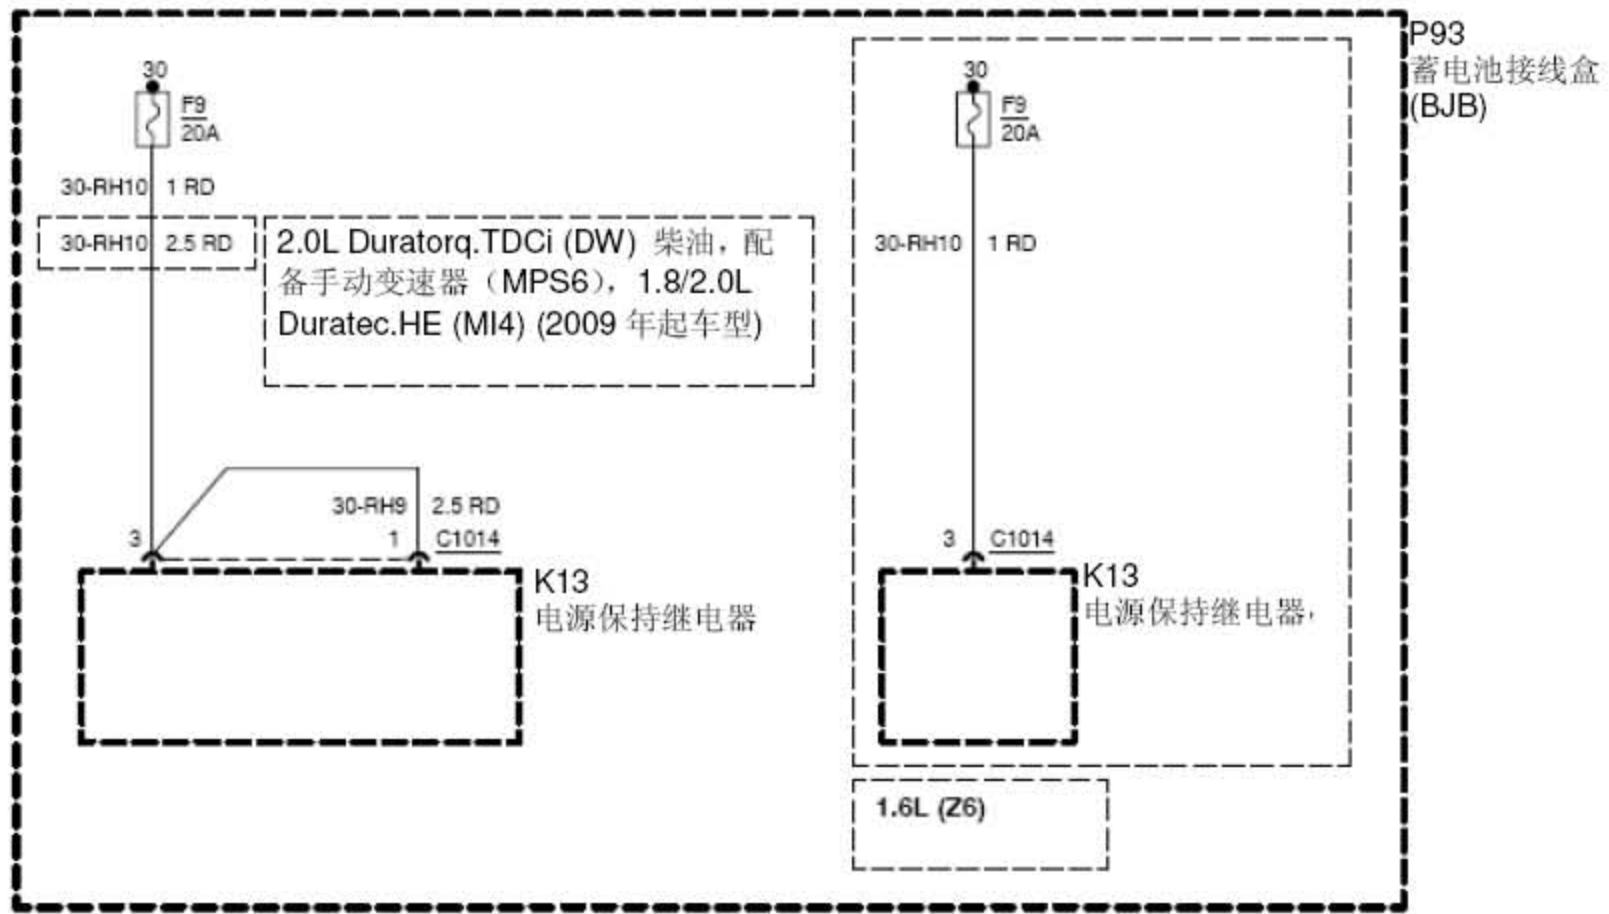 P93
蓄电池接线盒
(BJB)
30
F9
20A
30-RH10 1 RD
30-RH10 2.5 RD
2.0L Duratorq.TDCi (DW) 柴油，配
备手动变速器（MPS6），1.8/2.0L
Duratec.HE (MI4) (2009 年起车型)
30-RH9 2.5 RD
3 1 C1014
K13
电源保持继电器
30
F9
20A
30-RH10 1 RD
3 C1014
K13
电源保持继电器，
1.6L (Z6)